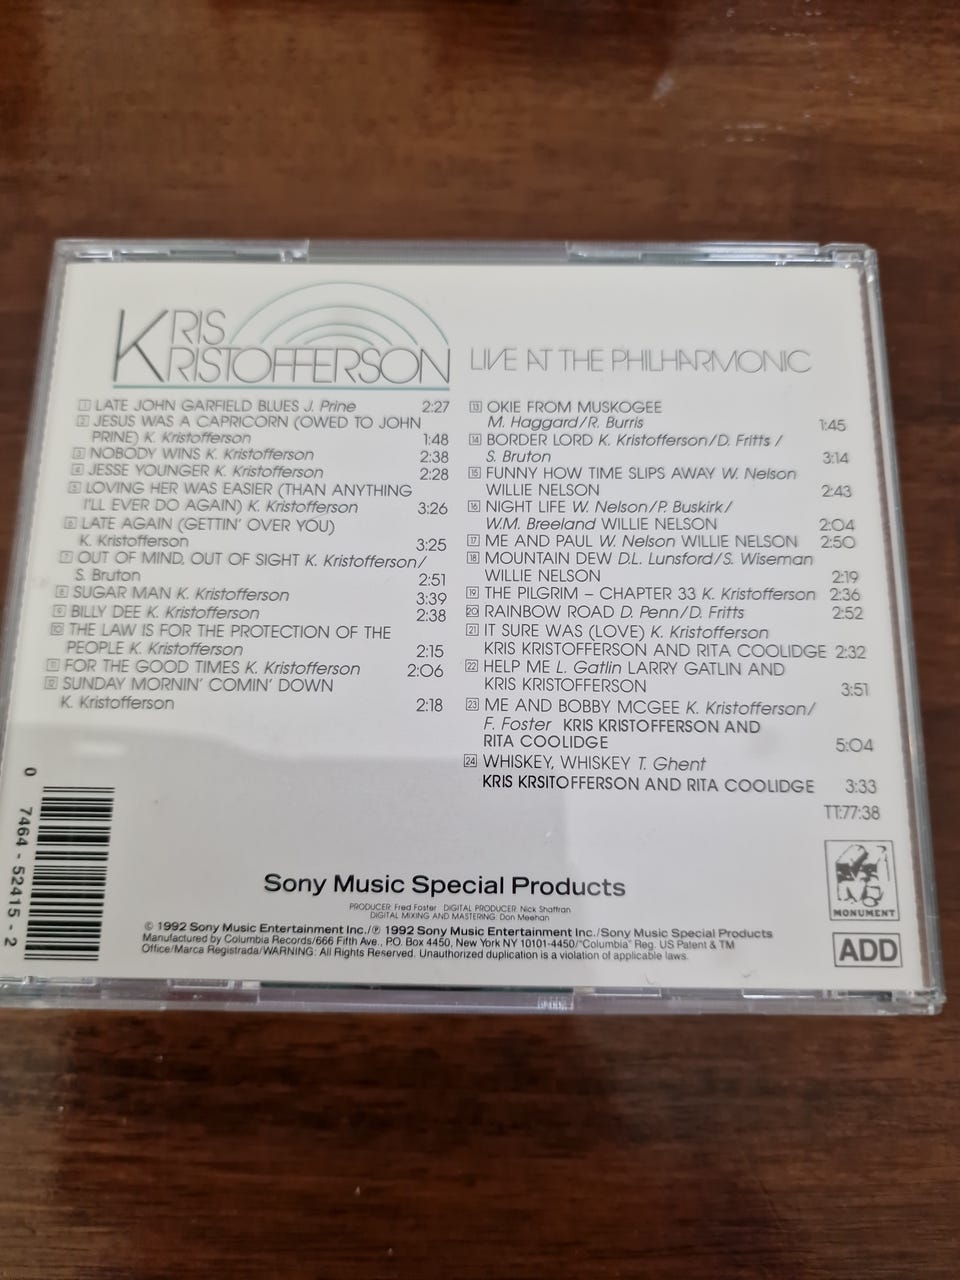 KRIS
KRISTOFFERSON
LIVE AT THE PHILHARMONIC
1 LATE JOHN GARFIELD BLUES J. Prine 2:27
2 JESUS WAS A CAPRICORN (OWED TO JOHN
PRINE) K. Kristofferson 1:48
3 NOBODY WINS K. Kristofferson 2:38
4 JESSE YOUNGER K. Kristofferson 2:28
5 LOVING HER WAS EASIER (THAN ANYTHING
I'LL EVER DO AGAIN) K. Kristofferson 3:26
6 LATE AGAIN (GETTIN' OVER YOU)
K. Kristofferson 3:25
7 OUT OF MIND, OUT OF SIGHT K. Kristofferson/
S. Bruton 2:51
8 SUGAR MAN K. Kristofferson 3:39
9 BILLY DEE K. Kristofferson 2:38
10 THE LAW IS FOR THE PROTECTION OF THE
PEOPLE K. Kristofferson 2:15
11 FOR THE GOOD TIMES K. Kristofferson 2:06
12 SUNDAY MORNIN' COMIN' DOWN
K. Kristofferson 2:18
13 OKIE FROM MUSKOGEE
M. Haggard/R. Burris 1:45
14 BORDER LORD K. Kristofferson/D. Fritts/
S. Bruton 3:14
15 FUNNY HOW TIME SLIPS AWAY W. Nelson
WILLIE NELSON 2:43
16 NIGHT LIFE W. Nelson/P. Buskirk/
W.M. Breeland WILLIE NELSON 2:04
17 ME AND PAUL W. Nelson WILLIE NELSON 2:50
18 MOUNTAIN DEW D.L. Lunsford/S. Wiseman
WILLIE NELSON 2:19
19 THE PILGRIM – CHAPTER 33 K. Kristofferson 2:36
20 RAINBOW ROAD D. Penn/D. Fritts 2:52
21 IT SURE WAS (LOVE) K. Kristofferson
KRIS KRISTOFFERSON AND RITA COOLIDGE 2:32
22 HELP ME L. Gatlin LARRY GATLIN AND
KRIS KRISTOFFERSON 3:51
23 ME AND BOBBY MCGEE K. Kristofferson/
F. Foster KRIS KRISTOFFERSON AND
RITA COOLIDGE 5:04
24 WHISKEY, WHISKEY T. Ghent
KRIS KRSITOFFERSON AND RITA COOLIDGE 3:33
TT:77:38
0 7464-52415-2
MONUMENT
ADD
Sony Music Special Products
PRODUCER: Fred Foster DIGITAL PRODUCER: Nick Shaffran
DIGITAL MIXING AND MASTERING: Don Meehan
© 1992 Sony Music Entertainment Inc./℗ 1992 Sony Music Entertainment Inc./Sony Music Special Products
Manufactured by Columbia Records/666 Fifth Ave., P.O. Box 4450, New York NY 10101-4450/"Columbia" Reg. US Patent & TM
Office/Marca Registrada/WARNING: All Rights Reserved. Unauthorized duplication is a violation of applicable laws.